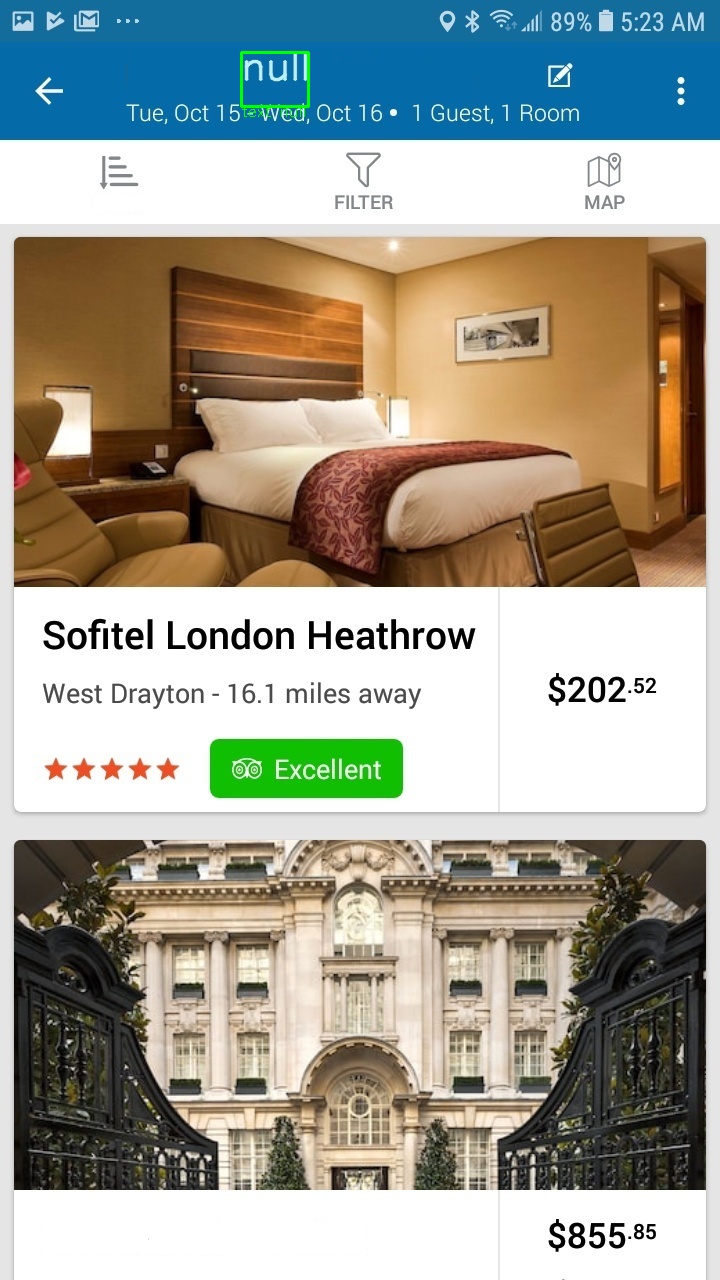 89% 5:23 AM
null
Tue, Oct 15 - Wed, Oct 16 • 1 Guest, 1 Room
FILTER
MAP
Sofitel London Heathrow
West Drayton - 16.1 miles away
$202.52
Excellent
$855.85